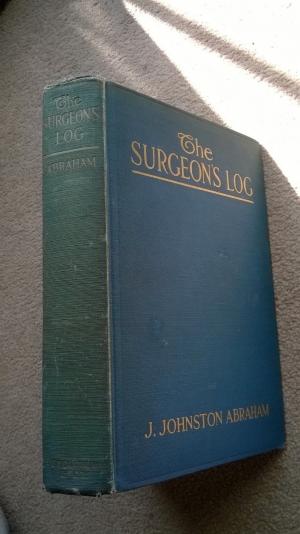 The
SURGEON'S
LOG
ABRAHAM
The
SURGEON'S LOG
J. JOHNSTON ABRAHAM